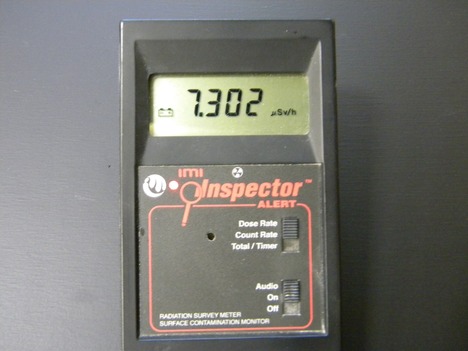 7.302 µSv/h
imi
Inspector™
ALERT
Dose Rate
Count Rate
Total / Timer
Audio
On
Off
RADIATION SURVEY METER
SURFACE CONTAMINATION MONITOR